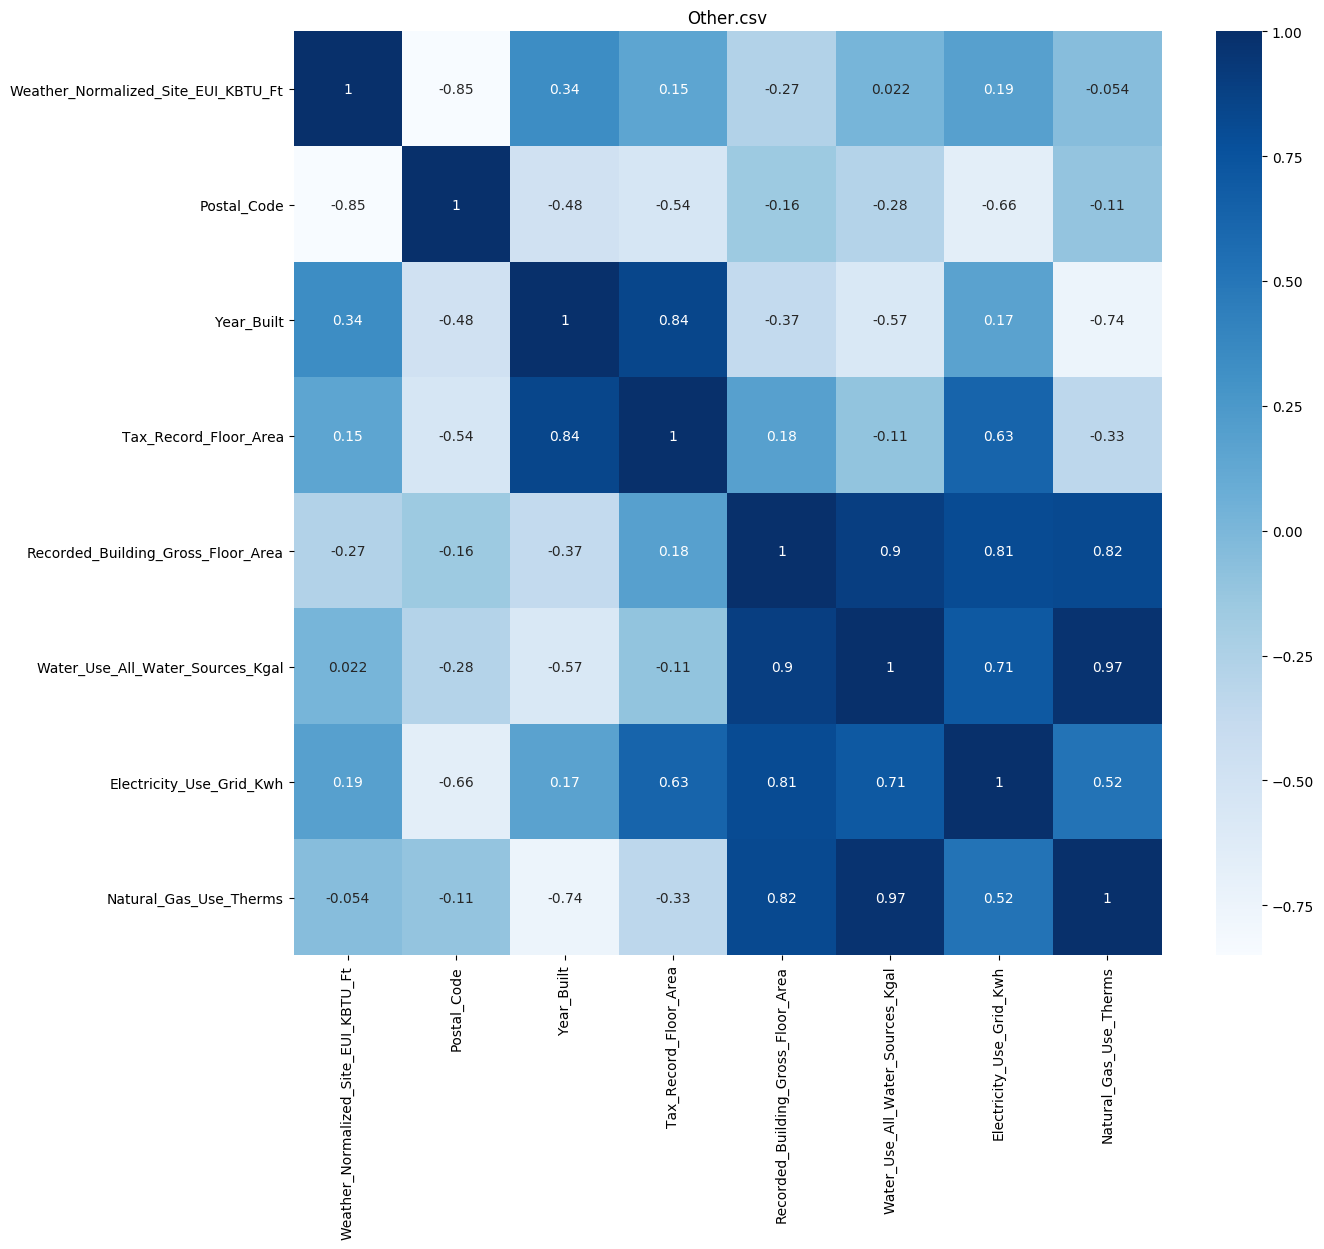 Other.csv
Weather_Normalized_Site_EUI_KBTU_Ft 1 -0.85 0.34 0.15 -0.27 0.022 0.19 -0.054
Postal_Code -0.85 1 -0.48 -0.54 -0.16 -0.28 -0.66 -0.11
Year_Built 0.34 -0.48 1 0.84 -0.37 -0.57 0.17 -0.74
Tax_Record_Floor_Area 0.15 -0.54 0.84 1 0.18 -0.11 0.63 -0.33
Recorded_Building_Gross_Floor_Area -0.27 -0.16 -0.37 0.18 1 0.9 0.81 0.82
Water_Use_All_Water_Sources_Kgal 0.022 -0.28 -0.57 -0.11 0.9 1 0.71 0.97
Electricity_Use_Grid_Kwh 0.19 -0.66 0.17 0.63 0.81 0.71 1 0.52
Natural_Gas_Use_Therms -0.054 -0.11 -0.74 -0.33 0.82 0.97 0.52 1
Weather_Normalized_Site_EUI_KBTU_Ft
Postal_Code
Year_Built
Tax_Record_Floor_Area
Recorded_Building_Gross_Floor_Area
Water_Use_All_Water_Sources_Kgal
Electricity_Use_Grid_Kwh
Natural_Gas_Use_Therms
1.00
0.75
0.50
0.25
0.00
−0.25
−0.50
−0.75